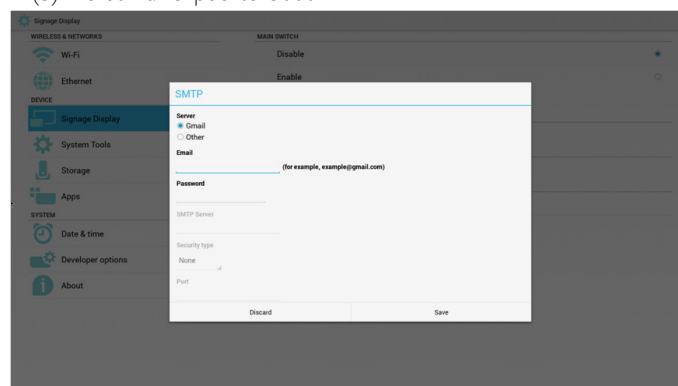 Signage Display
WIRELESS & NETWORKS
MAIN SWITCH
Wi-Fi
Disable
Ethernet
Enable
DEVICE
Signage Display
System Tools
Storage
Apps
SYSTEM
Date & time
Developer options
About
SMTP
Server
Gmail
Other
Email
(for example, example@gmail.com)
Password
SMTP Server
Security type
None
Port
Discard
Save